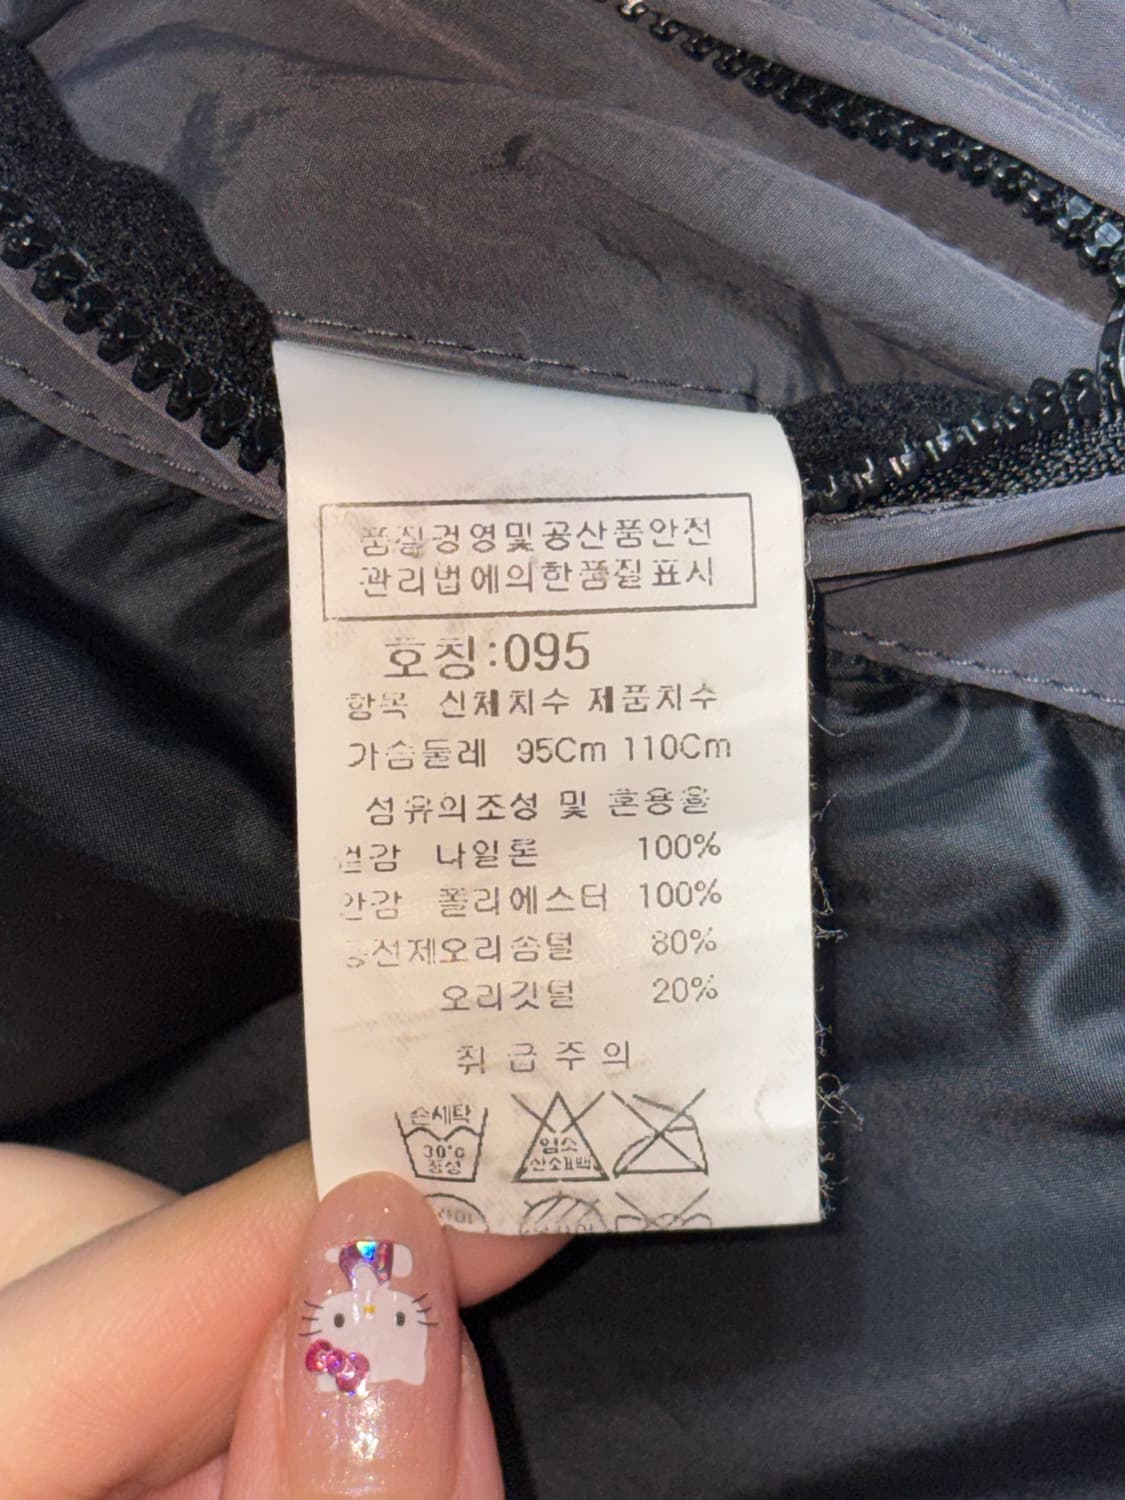 품질경영및공산품안전
관리법에의한품질표시
호칭:095
항목 신체치수 제품치수
가슴둘레 95Cm 110Cm
섬유의조성 및 혼용율
겉감 나일론 100%
안감 폴리에스터 100%
충전제오리솜털 80%
오리깃털 20%
취급주의
손세탁
30°C
중성
염소
산소표백